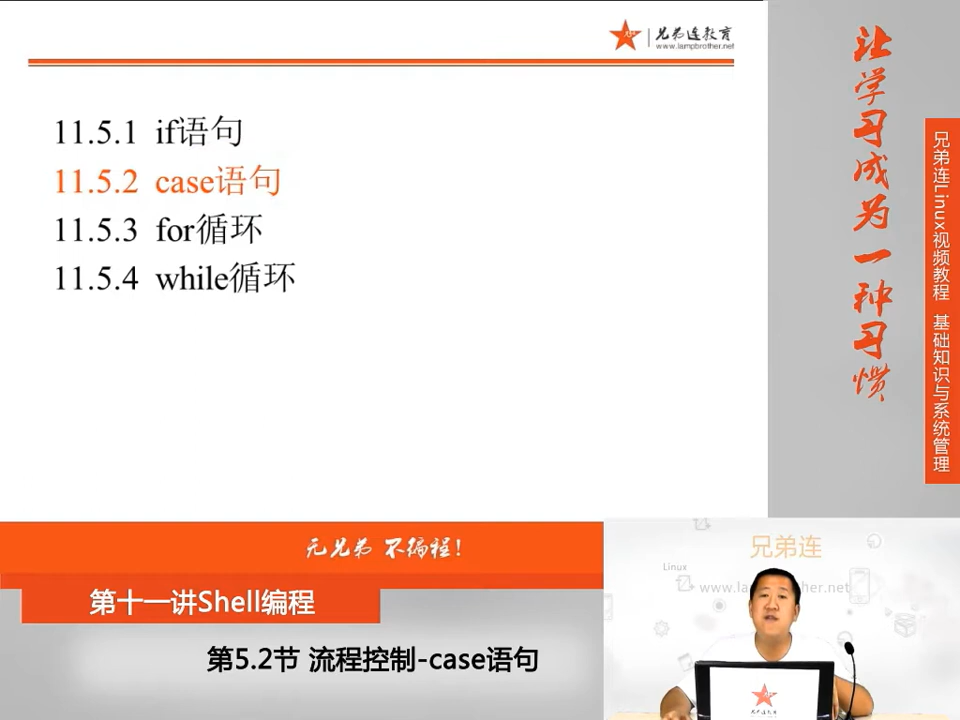 兄弟连教育
www.lampbrother.net
11.5.1 if语句
11.5.2 case语句
11.5.3 for循环
11.5.4 while循环
让学习成为一种习惯
兄弟连Linux视频教程 基础知识与系统管理
无兄弟 不编程!
第十一讲Shell编程
第5.2节 流程控制-case语句
兄弟连
Linux
兄弟连教育